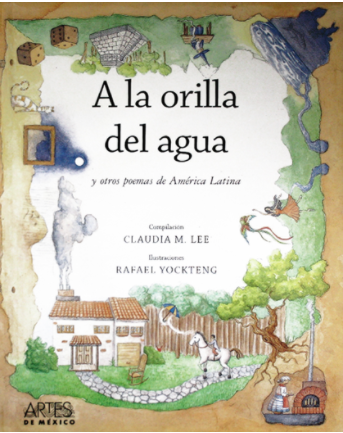 A la orilla
del agua
y otros poemas de América Latina
Compilación
CLAUDIA M. LEE
Ilustraciones
RAFAEL YOCKTENG
ARTES
DE MÉXICO